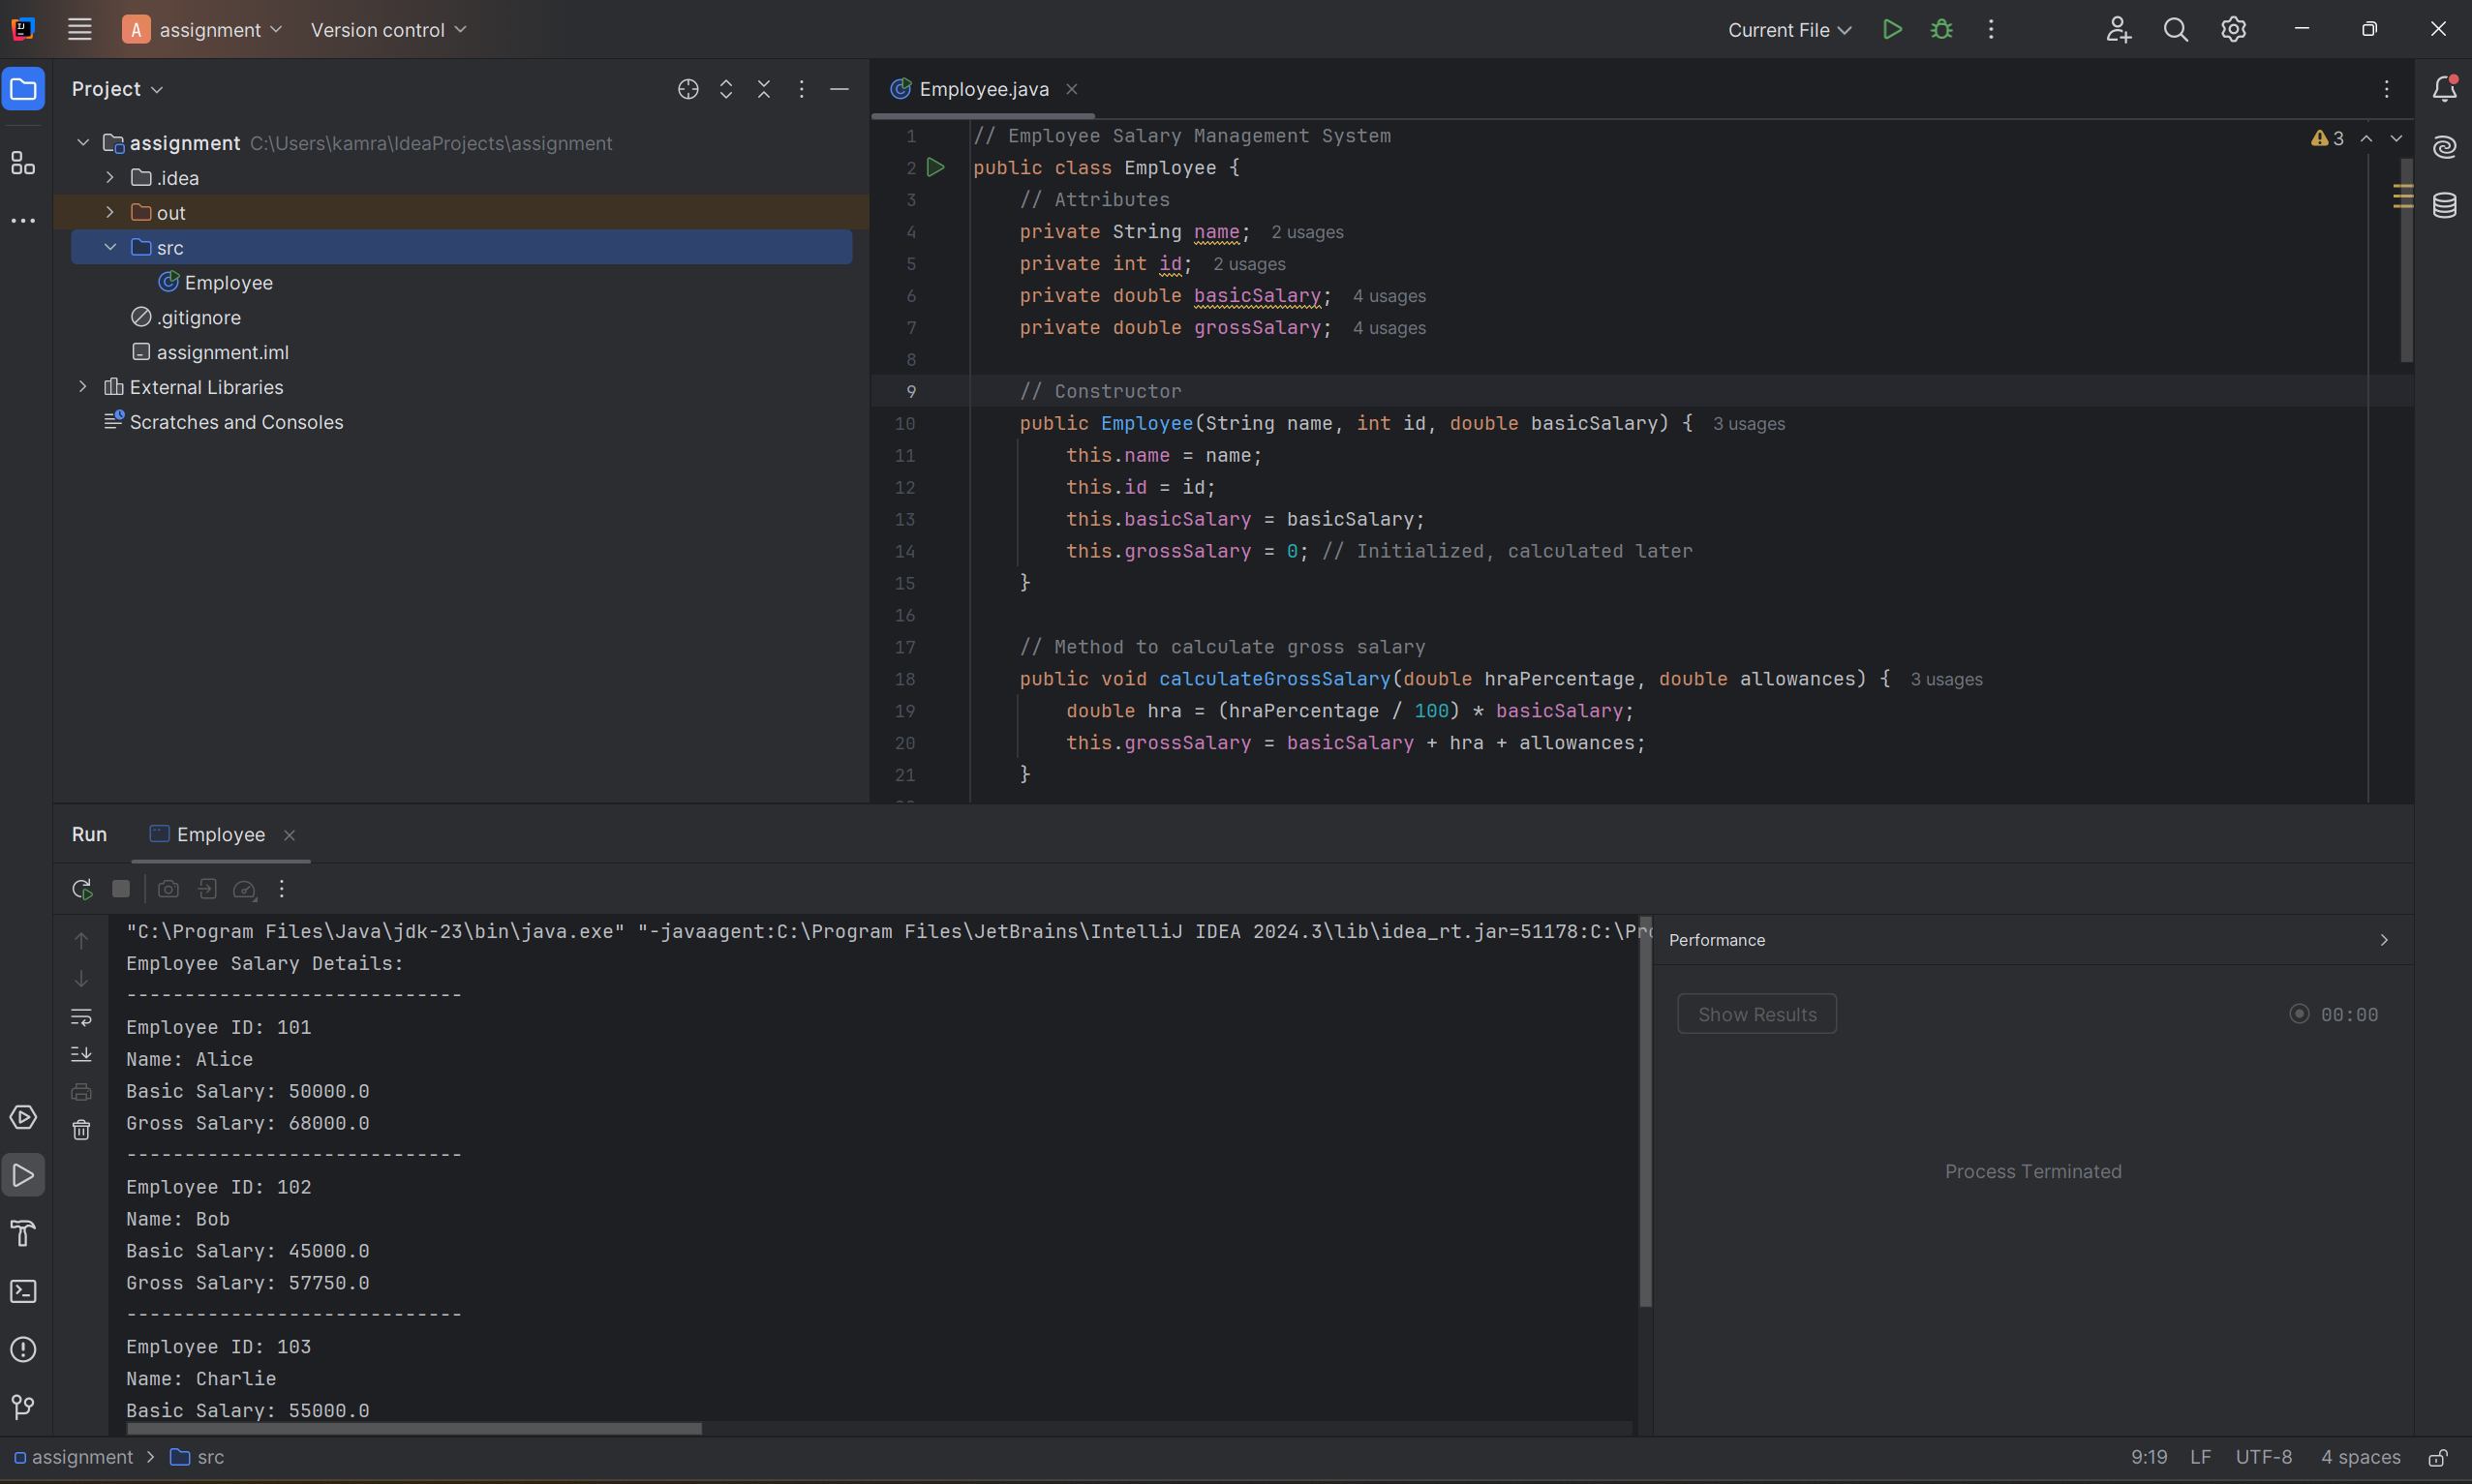 A assignment Version control Current File
Project
Employee.java
assignment C:\Users\kamra\IdeaProjects\assignment
.idea
out
src
Employee
.gitignore
assignment.iml
External Libraries
Scratches and Consoles
3
1 // Employee Salary Management System
2 public class Employee {
3 // Attributes
4 private String name; 2 usages
5 private int id; 2 usages
6 private double basicSalary; 4 usages
7 private double grossSalary; 4 usages
8
9 // Constructor
10 public Employee(String name, int id, double basicSalary) { 3 usages
11 this.name = name;
12 this.id = id;
13 this.basicSalary = basicSalary;
14 this.grossSalary = 0; // Initialized, calculated later
15 }
16
17 // Method to calculate gross salary
18 public void calculateGrossSalary(double hraPercentage, double allowances) { 3 usages
19 double hra = (hraPercentage / 100) * basicSalary;
20 this.grossSalary = basicSalary + hra + allowances;
21 }
Run Employee
"C:\Program Files\Java\jdk-23\bin\java.exe" "-javaagent:C:\Program Files\JetBrains\IntelliJ IDEA 2024.3\lib\idea_rt.jar=51178:C:\Pro
Employee Salary Details:
-----------------------------
Employee ID: 101
Name: Alice
Basic Salary: 50000.0
Gross Salary: 68000.0
-----------------------------
Employee ID: 102
Name: Bob
Basic Salary: 45000.0
Gross Salary: 57750.0
-----------------------------
Employee ID: 103
Name: Charlie
Basic Salary: 55000.0
Performance
Show Results 00:00
Process Terminated
assignment > src 9:19 LF UTF-8 4 spaces